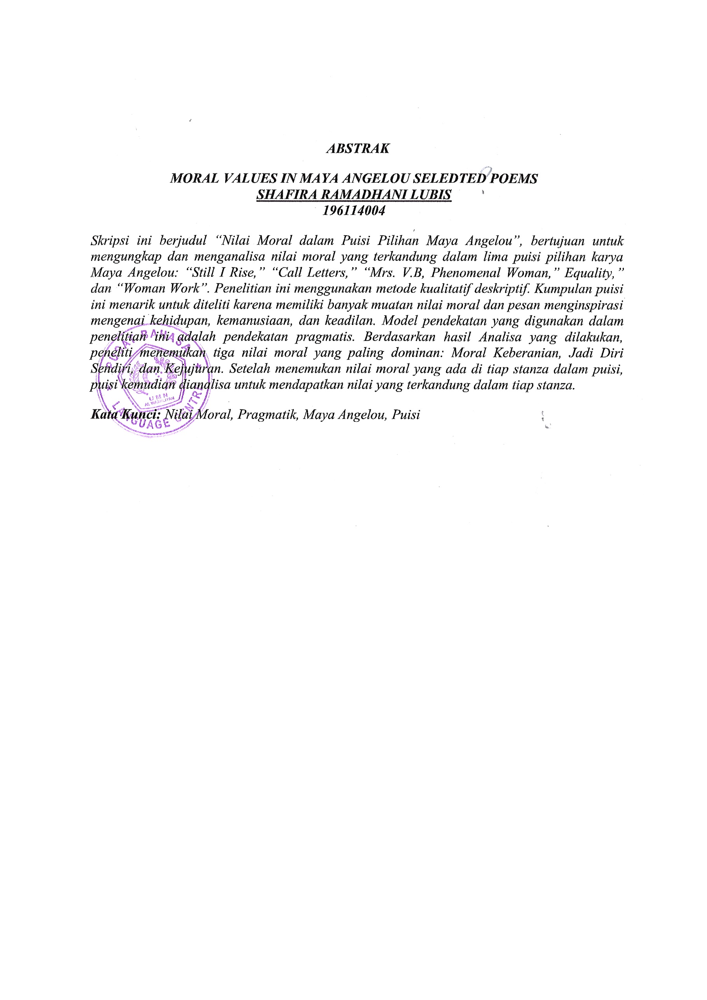 ABSTRAK
MORAL VALUES IN MAYA ANGELOU SELEDTED POEMS
SHAFIRA RAMADHANI LUBIS
196114004
Skripsi ini berjudul “Nilai Moral dalam Puisi Pilihan Maya Angelou”, bertujuan untuk
mengungkap dan menganalisa nilai moral yang terkandung dalam lima puisi pilihan karya
Maya Angelou: “Still I Rise,” “Call Letters,” “Mrs. V.B, Phenomenal Woman,” Equality,”
dan “Woman Work”. Penelitian ini menggunakan metode kualitatif deskriptif. Kumpulan puisi
ini menarik untuk diteliti karena memiliki banyak muatan nilai moral dan pesan menginspirasi
mengenai kehidupan, kemanusiaan, dan keadilan. Model pendekatan yang digunakan dalam
penelitian ini adalah pendekatan pragmatis. Berdasarkan hasil Analisa yang dilakukan,
peneliti menemukan tiga nilai moral yang paling dominan: Moral Keberanian, Jadi Diri
Sendiri, dan Kejujuran. Setelah menemukan nilai moral yang ada di tiap stanza dalam puisi,
puisi kemudian dianalisa untuk mendapatkan nilai yang terkandung dalam tiap stanza.
Kata Kunci: Nilai Moral, Pragmatik, Maya Angelou, Puisi
PUSAT BAHASA
UMN
AL WASHLIYAH
LANGUAGE CENTRE